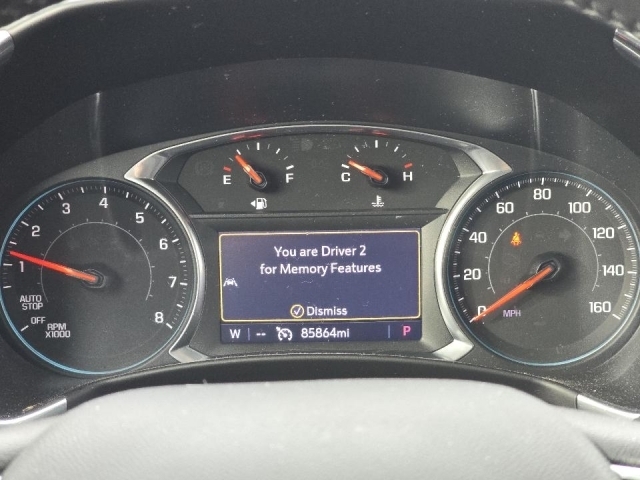 E F
C H
1 2 3 4 5 6 7 8
AUTO
STOP
OFF
RPM
X1000
You are Driver 2
for Memory Features
Dismiss
W -- 85864mi P
0 20 40 60 80 100 120 140 160
MPH